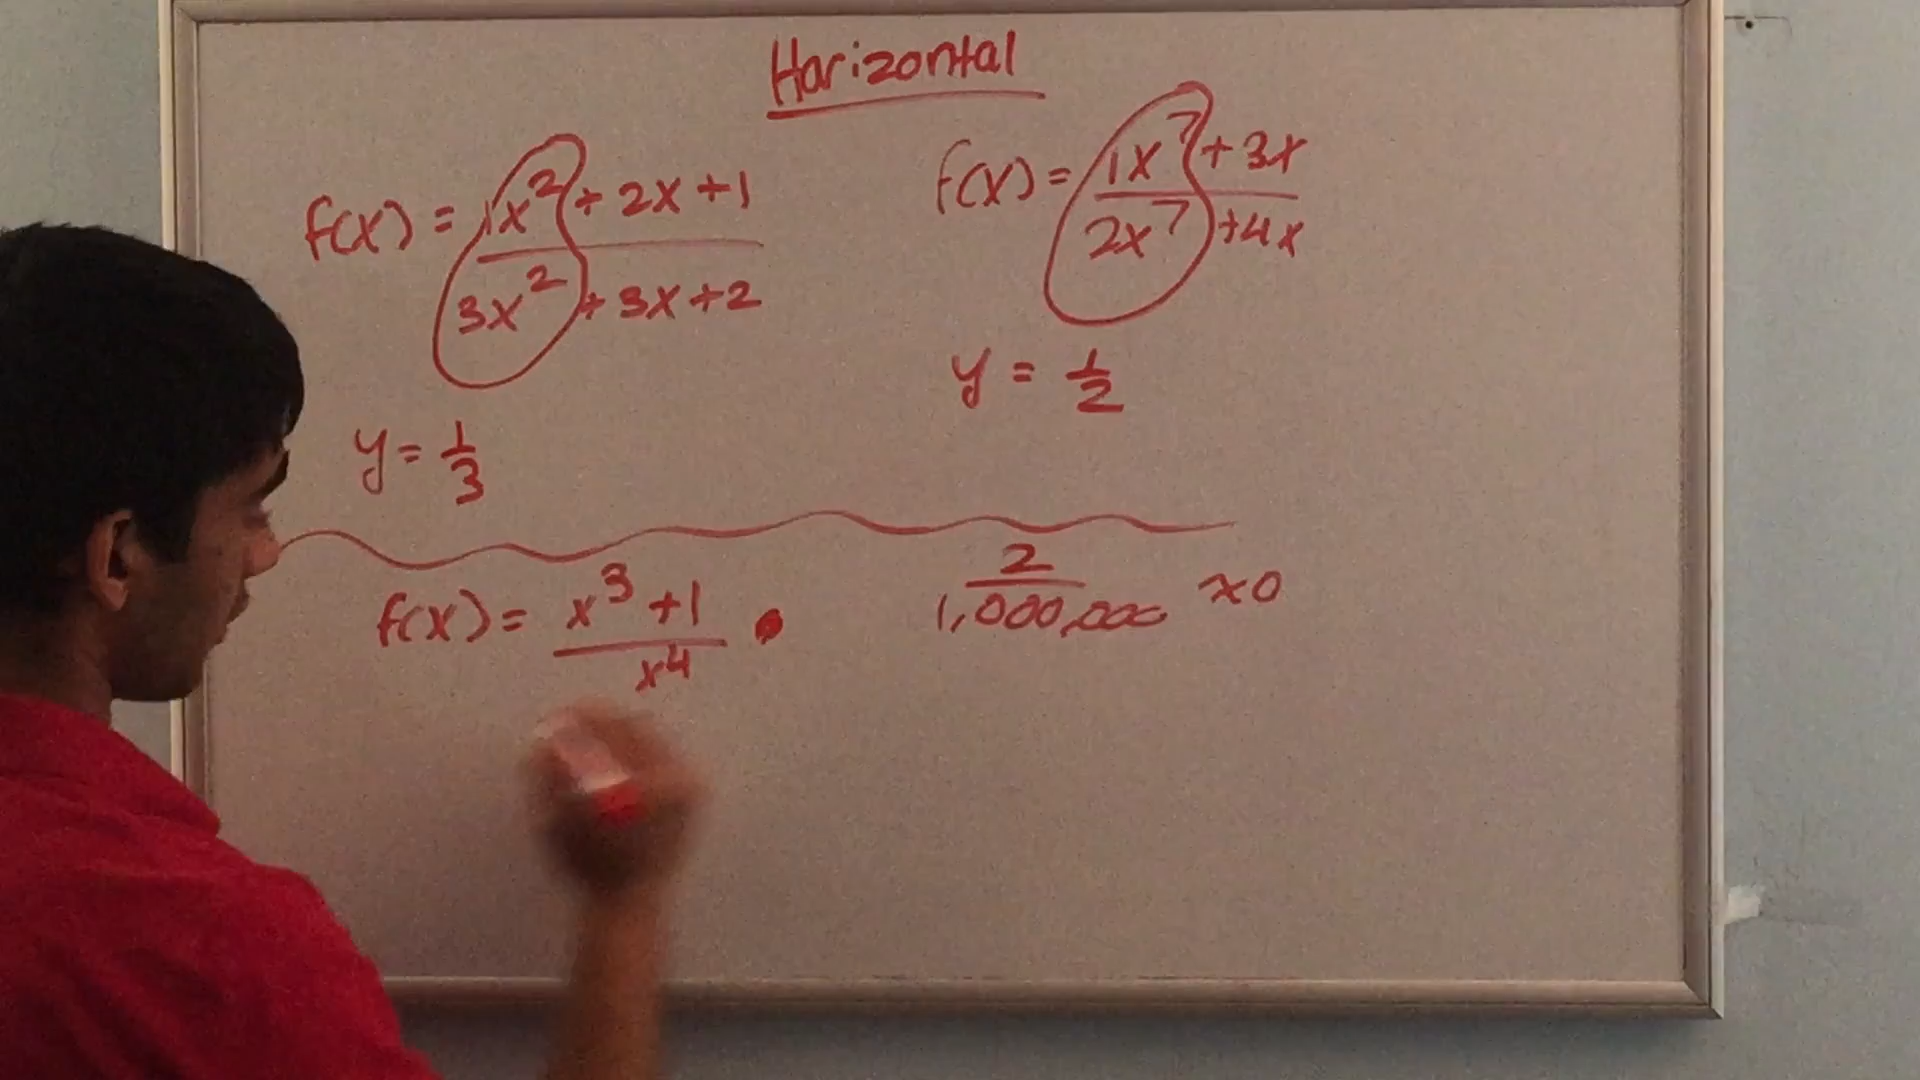 Horizontal
f(x) = 1x² + 2x + 1
3x² + 3x + 2
y = 1/3
f(x) = 1x⁷ + 3x
2x⁷ + 4x
y = 1/2
f(x) = x³ + 1
x⁴
2
1,000,000 ≈ 0